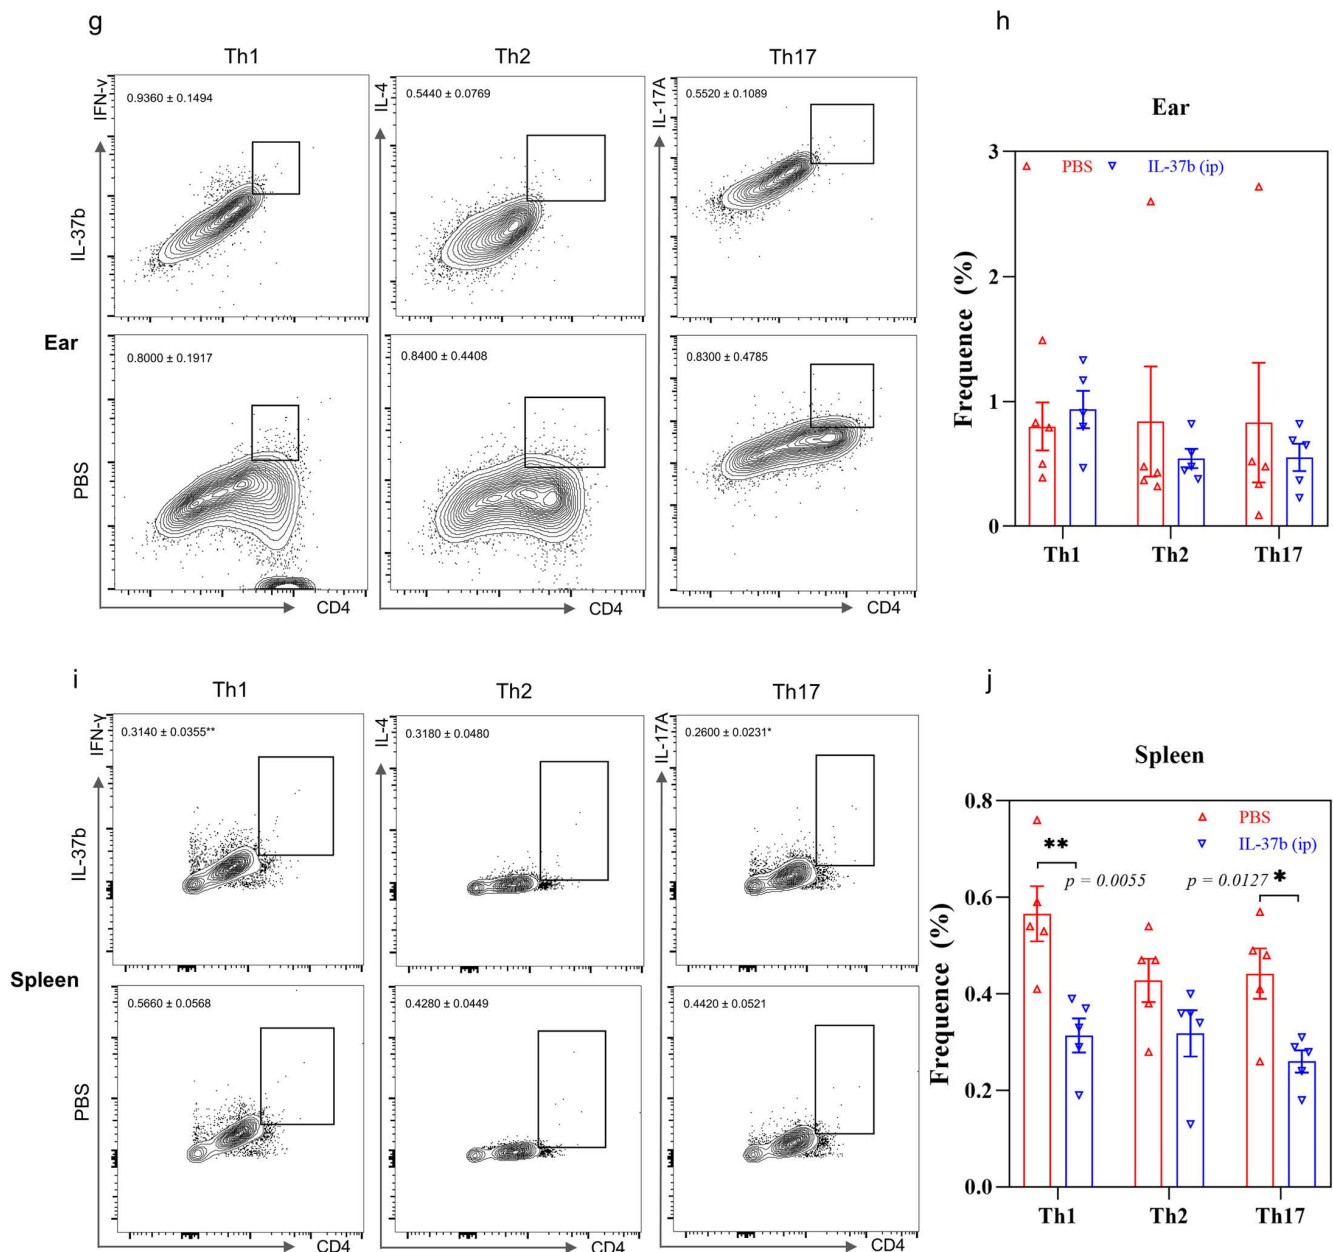 g
Th1
Th2
Th17
IFN-γ
0.9360 ± 0.1494
IL-4
0.5440 ± 0.0769
IL-17A
0.5520 ± 0.1089
IL-37b
Ear
0.8000 ± 0.1917
0.8400 ± 0.4408
0.8300 ± 0.4785
PBS
CD4
CD4
CD4
h
Ear
PBS
IL-37b (ip)
Frequence (%)
3
2
1
0
Th1
Th2
Th17
i
Th1
Th2
Th17
IFN-γ
0.3140 ± 0.0355**
IL-4
0.3180 ± 0.0480
IL-17A
0.2600 ± 0.0231*
IL-37b
Spleen
0.5660 ± 0.0568
0.4280 ± 0.0449
0.4420 ± 0.0521
PBS
CD4
CD4
CD4
j
Spleen
PBS
IL-37b (ip)
**
p = 0.0055
p = 0.0127
*
Frequence (%)
0.8
0.6
0.4
0.2
0.0
Th1
Th2
Th17